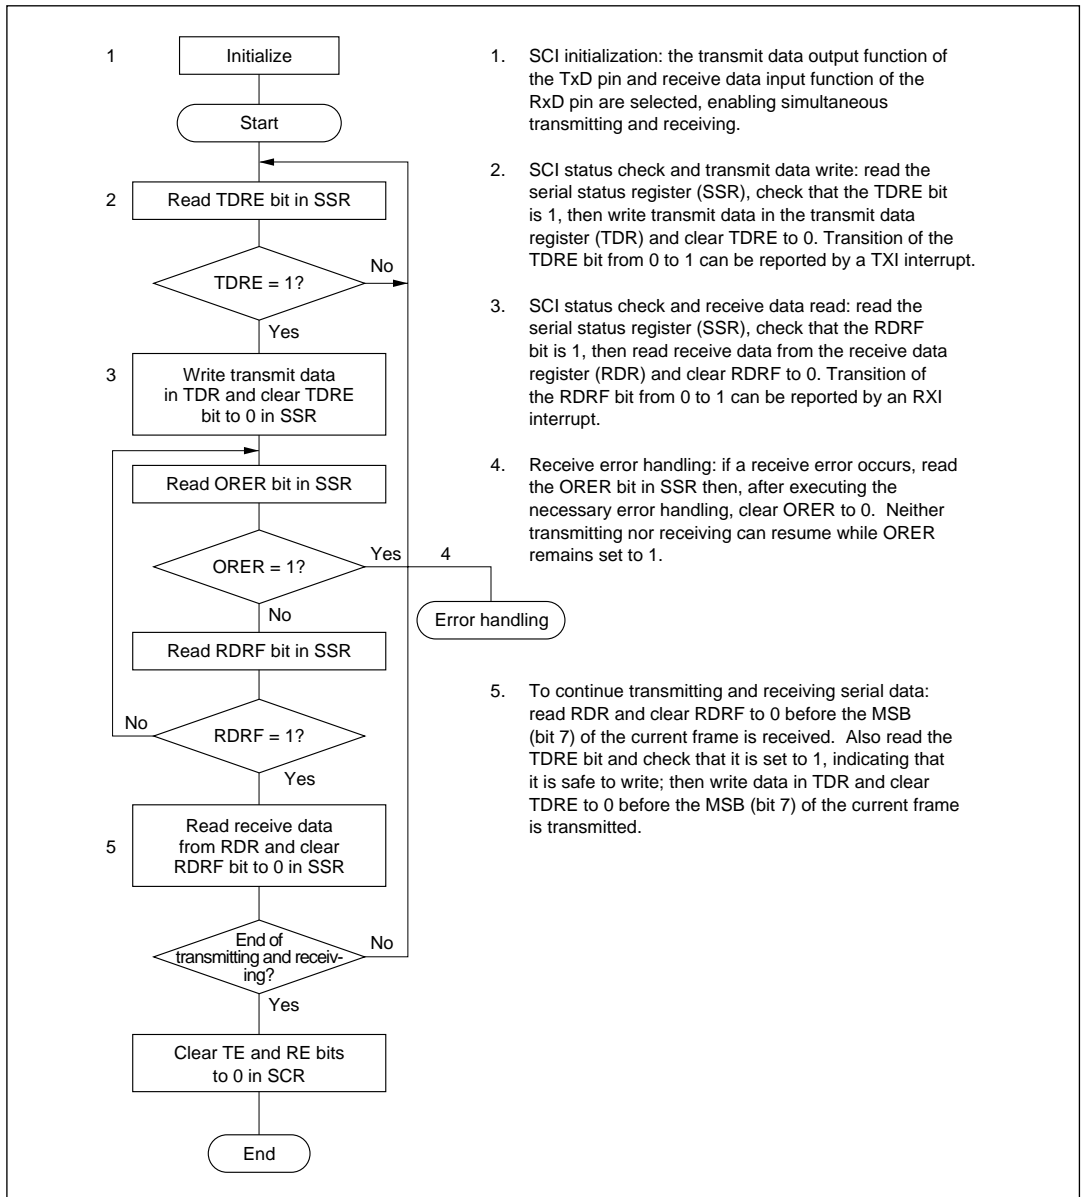 1
Initialize
Start
2
Read TDRE bit in SSR
TDRE = 1?
No
Yes
3
Write transmit data
in TDR and clear TDRE
bit to 0 in SSR
Read ORER bit in SSR
ORER = 1?
Yes
4
No
Error handling
Read RDRF bit in SSR
No
RDRF = 1?
Yes
5
Read receive data
from RDR and clear
RDRF bit to 0 in SSR
End of
transmitting and receiv-
ing?
No
Yes
Clear TE and RE bits
to 0 in SCR
End
1. SCI initialization: the transmit data output function of
the TxD pin and receive data input function of the
RxD pin are selected, enabling simultaneous
transmitting and receiving.
2. SCI status check and transmit data write: read the
serial status register (SSR), check that the TDRE bit
is 1, then write transmit data in the transmit data
register (TDR) and clear TDRE to 0. Transition of the
TDRE bit from 0 to 1 can be reported by a TXI interrupt.
3. SCI status check and receive data read: read the
serial status register (SSR), check that the RDRF
bit is 1, then read receive data from the receive data
register (RDR) and clear RDRF to 0. Transition of
the RDRF bit from 0 to 1 can be reported by an RXI
interrupt.
4. Receive error handling: if a receive error occurs, read
the ORER bit in SSR then, after executing the
necessary error handling, clear ORER to 0. Neither
transmitting nor receiving can resume while ORER
remains set to 1.
5. To continue transmitting and receiving serial data:
read RDR and clear RDRF to 0 before the MSB
(bit 7) of the current frame is received. Also read the
TDRE bit and check that it is set to 1, indicating that
it is safe to write; then write data in TDR and clear
TDRE to 0 before the MSB (bit 7) of the current frame
is transmitted.